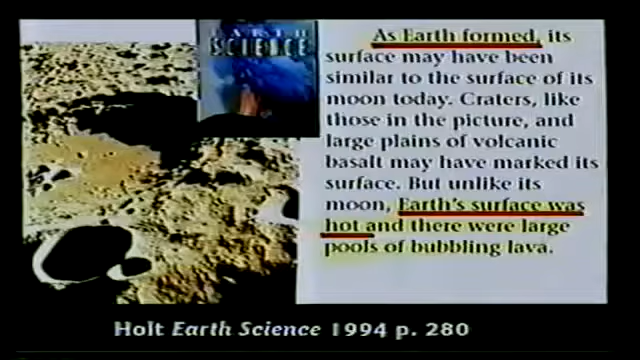 EARTH
SCIENCE
As Earth formed, its
surface may have been
similar to the surface of its
moon today. Craters, like
those in the picture, and
large plains of volcanic
basalt may have marked its
surface. But unlike its
moon, Earth's surface was
hot and there were large
pools of bubbling lava.
Holt Earth Science 1994 p. 280